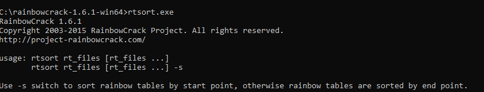 C:\rainbowcrack-1.6.1-win64>rtsort.exe
RainbowCrack 1.6.1
Copyright 2003-2015 RainbowCrack Project. All rights reserved.
http://project-rainbowcrack.com/

usage: rtsort rt_files [rt_files ...]
       rtsort rt_files [rt_files ...] -s

Use -s switch to sort rainbow tables by start point, otherwise rainbow tables are sorted by end point.